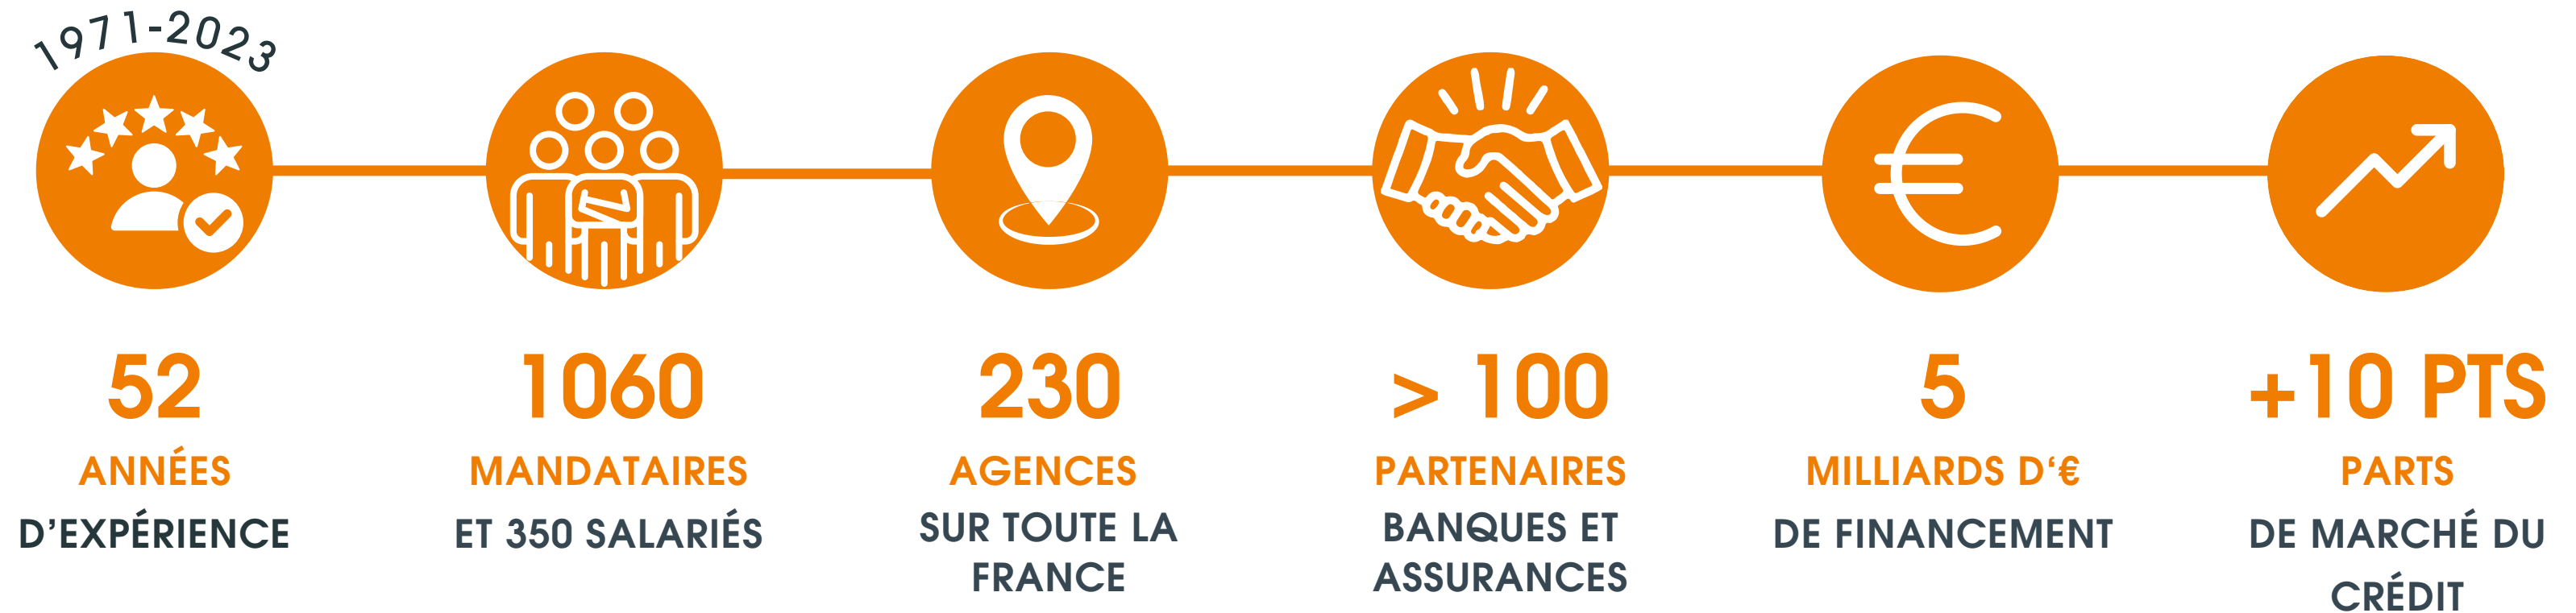 1971-2023
52
ANNÉES
D’EXPÉRIENCE
1060
MANDATAIRES
ET 350 SALARIÉS
230
AGENCES
SUR TOUTE LA
FRANCE
> 100
PARTENAIRES
BANQUES ET
ASSURANCES
5
MILLIARDS D‘€
DE FINANCEMENT
+10 PTS
PARTS
DE MARCHÉ DU
CRÉDIT